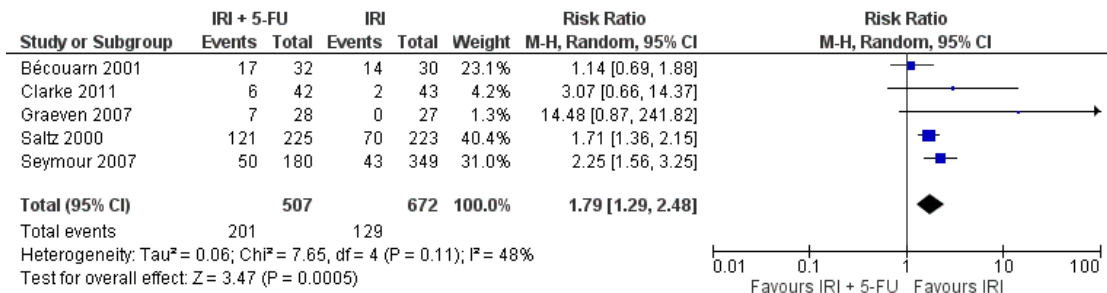 IRI + 5-FU IRI Risk Ratio Risk Ratio
Study or Subgroup Events Total Events Total Weight M-H, Random, 95% CI M-H, Random, 95% CI
Bécouarn 2001 17 32 14 30 23.1% 1.14 [0.69, 1.88]
Clarke 2011 6 42 2 43 4.2% 3.07 [0.66, 14.37]
Graeven 2007 7 28 0 27 1.3% 14.48 [0.87, 241.82]
Saltz 2000 121 225 70 223 40.4% 1.71 [1.36, 2.15]
Seymour 2007 50 180 43 349 31.0% 2.25 [1.56, 3.25]
Total (95% CI) 507 672 100.0% 1.79 [1.29, 2.48]
Total events 201 129
Heterogeneity: Tau² = 0.06; Chi² = 7.65, df = 4 (P = 0.11); I² = 48%
Test for overall effect: Z = 3.47 (P = 0.0005)
0.01 0.1 1 10 100
Favours IRI + 5-FU Favours IRI